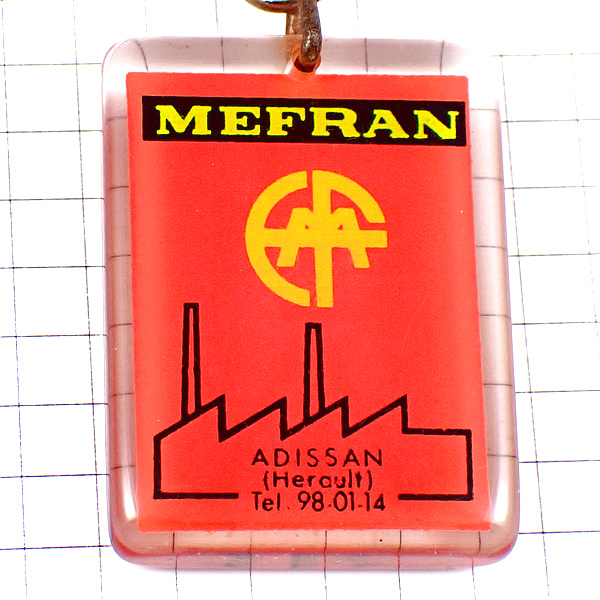 MEFRAN
ADISSAN
(Herault)
Tel. 98-01-14